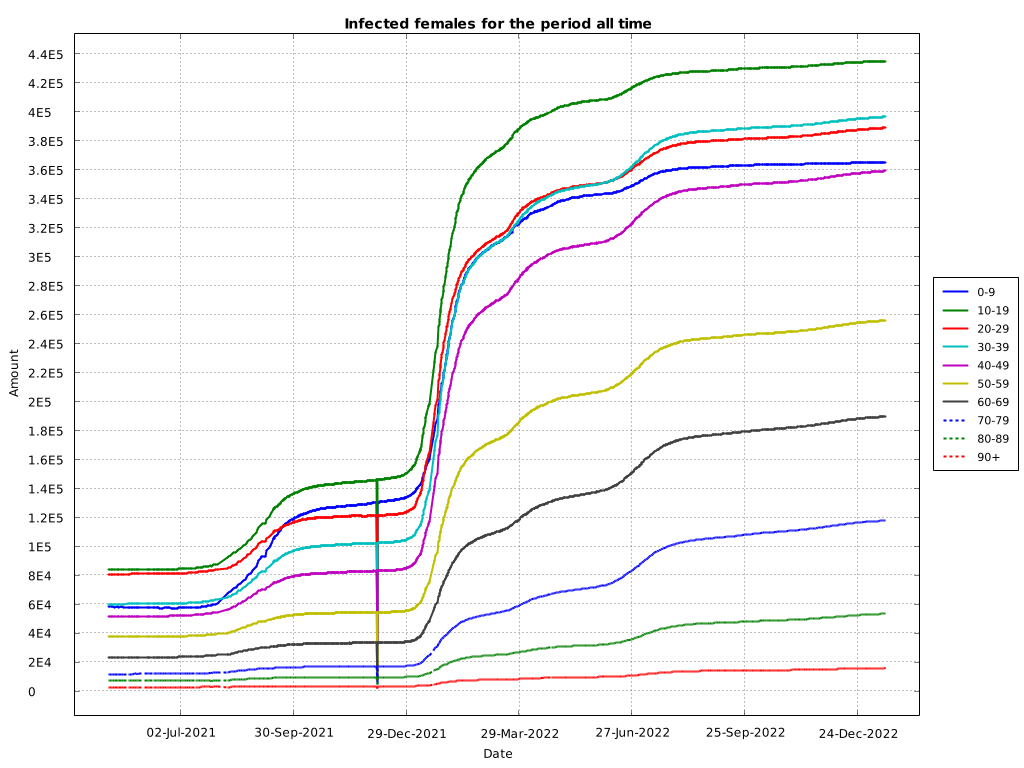 Infected females for the period all time
4.4E5
4.2E5
4E5
3.8E5
3.6E5
3.4E5
3.2E5
3E5
2.8E5
2.6E5
2.4E5
2.2E5
2E5
1.8E5
1.6E5
1.4E5
1.2E5
1E5
8E4
6E4
4E4
2E4
0
Amount
02-Jul-2021
30-Sep-2021
29-Dec-2021
29-Mar-2022
27-Jun-2022
25-Sep-2022
24-Dec-2022
Date
0-9
10-19
20-29
30-39
40-49
50-59
60-69
70-79
80-89
90+